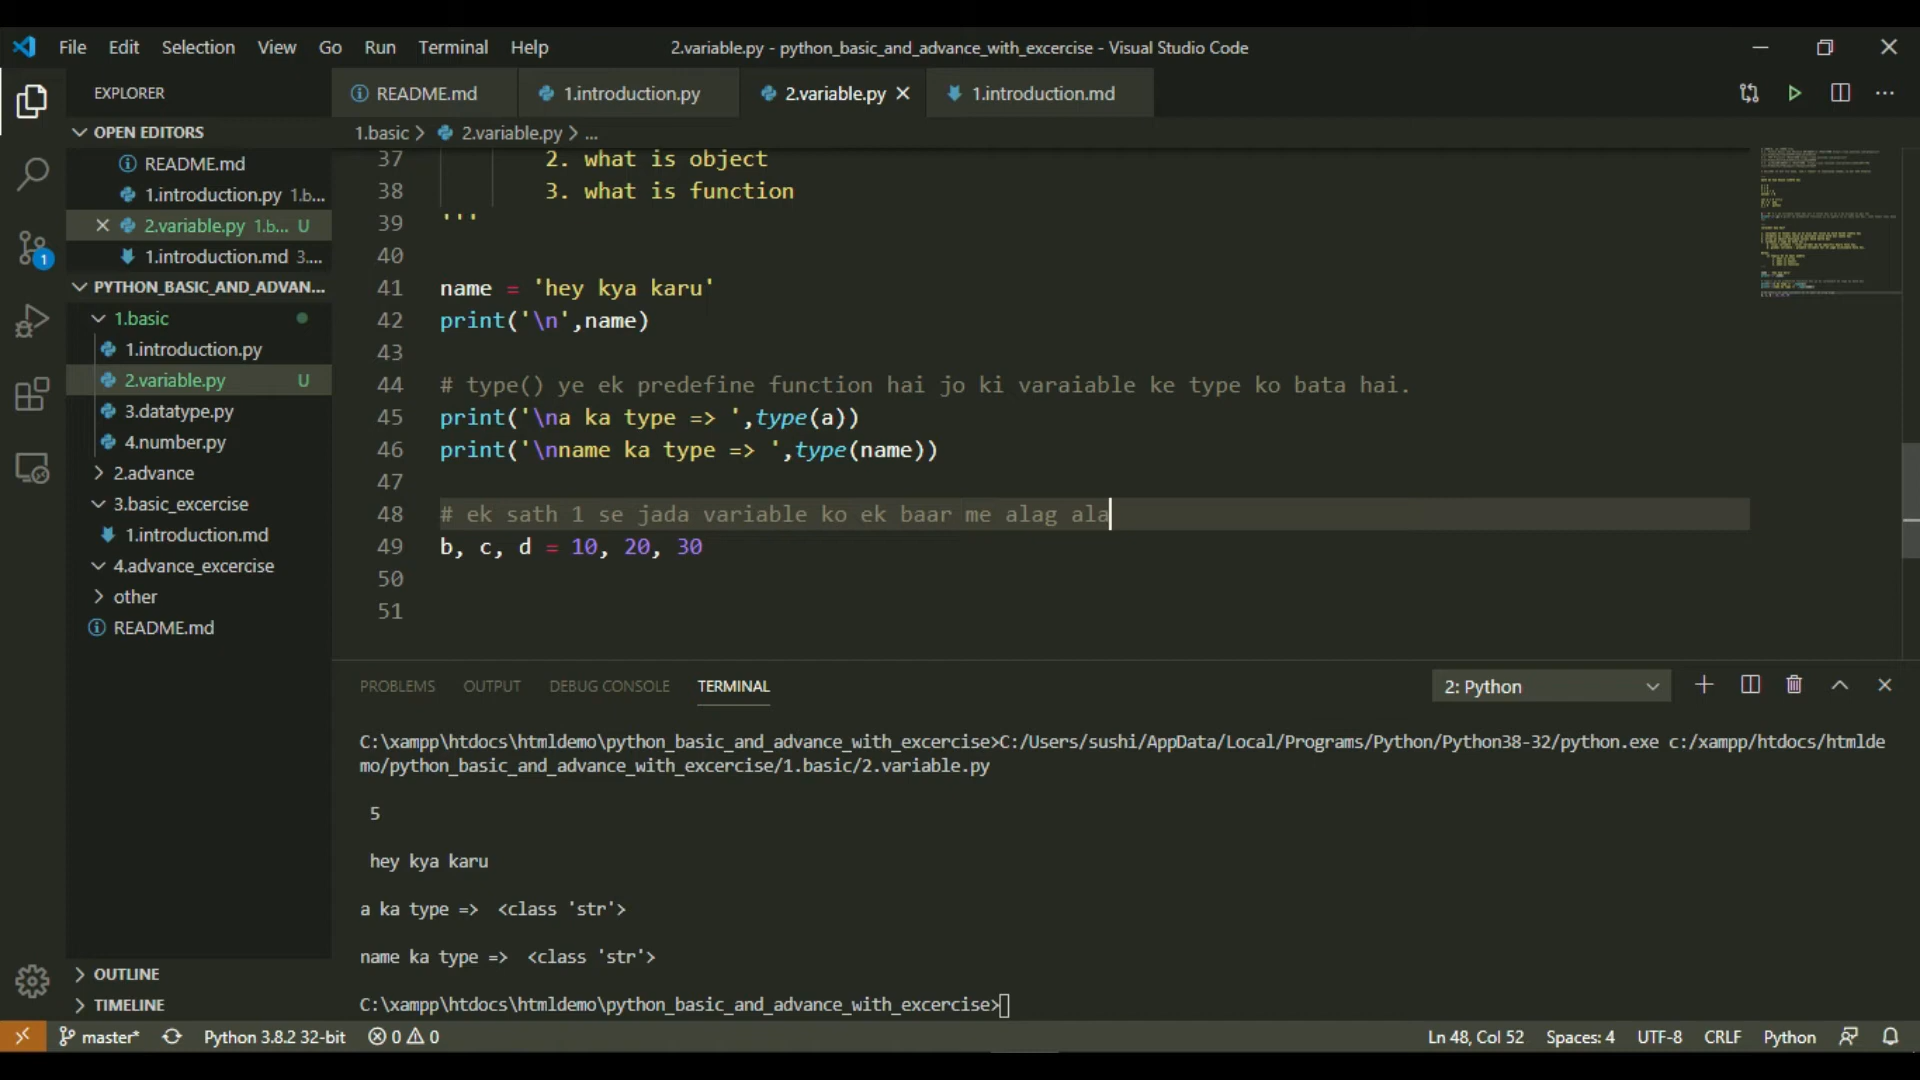 File Edit Selection View Go Run Terminal Help 2.variable.py - python_basic_and_advance_with_excercise - Visual Studio Code
EXPLORER
README.md 1.introduction.py 2.variable.py 1.introduction.md
OPEN EDITORS
README.md
1.introduction.py 1.b...
2.variable.py 1.b... U
1.introduction.md 3....
PYTHON_BASIC_AND_ADVAN...
1.basic
1.introduction.py
2.variable.py U
3.datatype.py
4.number.py
2.advance
3.basic_excercise
1.introduction.md
4.advance_excercise
other
README.md
OUTLINE
TIMELINE
1
1.basic > 2.variable.py > ...
37 2. what is object
38 3. what is function
39 '''
40
41 name = 'hey kya karu'
42 print('\n',name)
43
44 # type() ye ek predefine function hai jo ki varaiable ke type ko bata hai.
45 print('\na ka type => ',type(a))
46 print('\nname ka type => ',type(name))
47
48 # ek sath 1 se jada variable ko ek baar me alag ala
49 b, c, d = 10, 20, 30
50
51
PROBLEMS OUTPUT DEBUG CONSOLE TERMINAL 2: Python
C:\xampp\htdocs\htmldemo\python_basic_and_advance_with_excercise>C:/Users/sushi/AppData/Local/Programs/Python/Python38-32/python.exe c:/xampp/htdocs/htmlde
mo/python_basic_and_advance_with_excercise/1.basic/2.variable.py
5
hey kya karu
a ka type => <class 'str'>
name ka type => <class 'str'>
C:\xampp\htdocs\htmldemo\python_basic_and_advance_with_excercise>
master* Python 3.8.2 32-bit 0 0 Ln 48, Col 52 Spaces: 4 UTF-8 CRLF Python